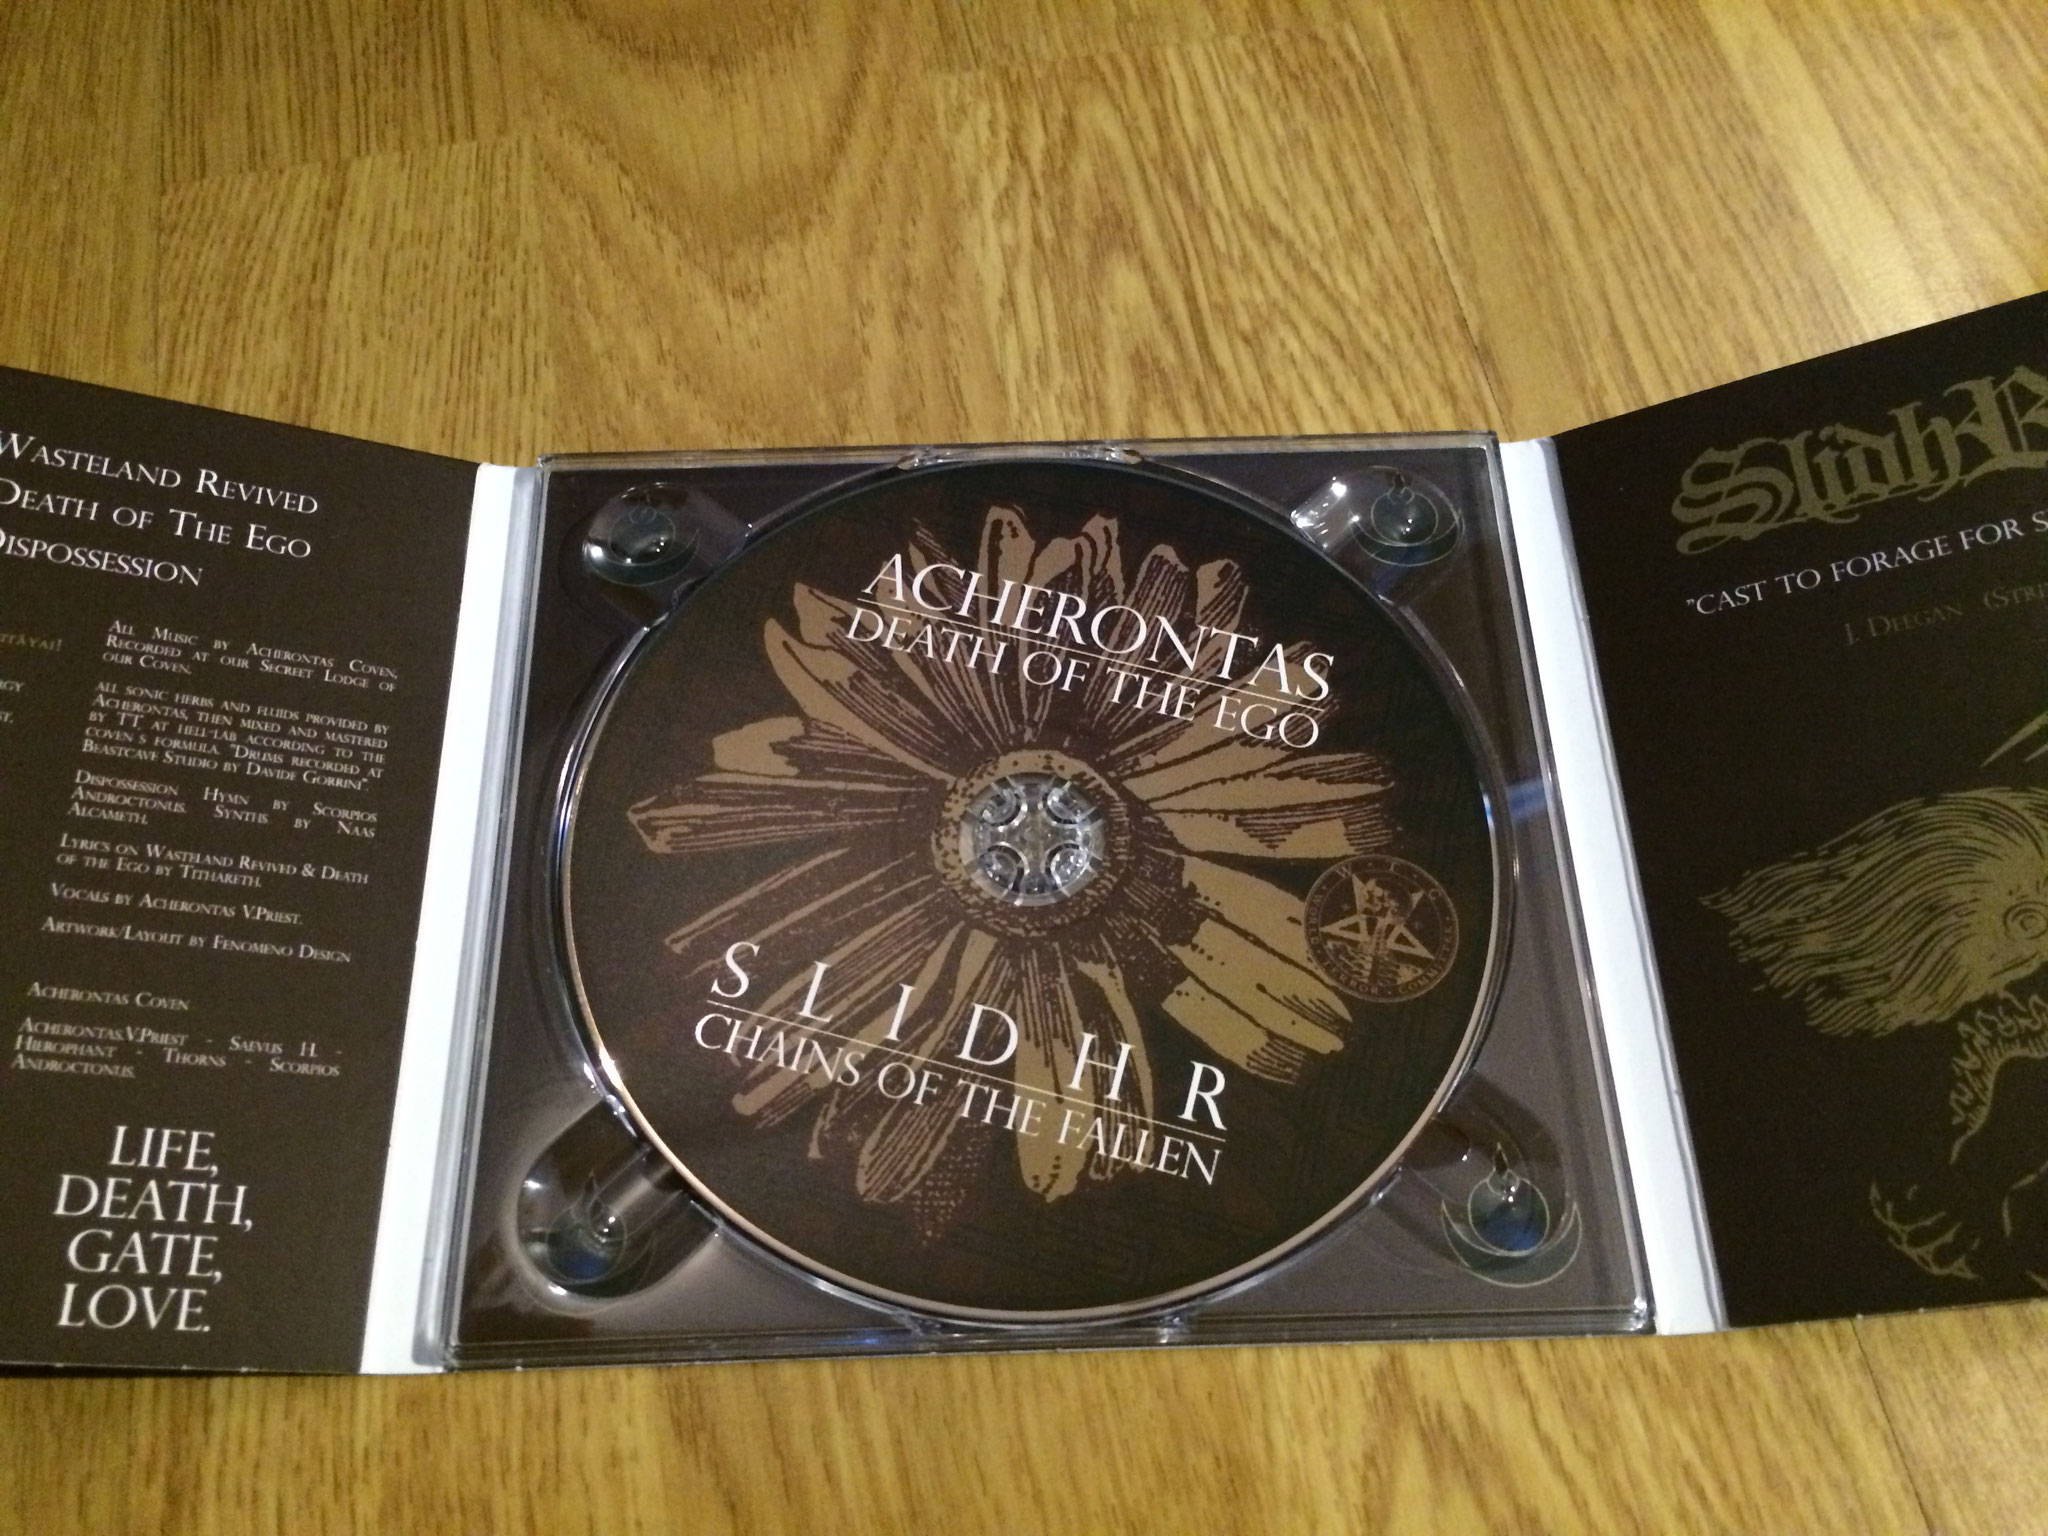 Wasteland Revived
Death of The Ego
Dispossession
All Music by Acherontas Coven,
Recorded at our Secreet Lodge of
our Coven.
all sonic herbs and fluids provided by
Acherontas, then mixed and mastered
by TT. at Hell-Lab according to the
coven s formula. "Drums recorded at
Beastcave Studio by Davide Gorrini".
Dispossession Hymn by Scorpios
Androctonus. Synths by Naas
Alcameth.
Lyrics on Wasteland Revived & Death
of the Ego by Tithareth.
Vocals by Acherontas V.Priest.
Artwork/Layout by Fenomeno Design
Acherontas Coven
Acherontas.V.Priest - Saevus H. -
Hierophant - Thorns - Scorpios
Androctonus.
LIFE,
DEATH,
GATE,
LOVE.
ACHERONTAS
DEATH OF THE EGO
SLIDHR
CHAINS OF THE FALLEN
W · T · C
Slidhr
"CAST TO FORAGE FOR S
J. Deegan